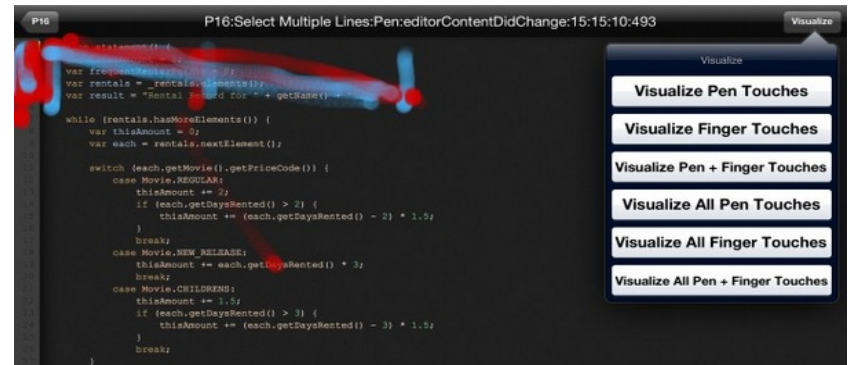 P16
P16:Select Multiple Lines:Pen:editorContentDidChange:15:15:10:493
Visualize
Visualize
Visualize Pen Touches
Visualize Finger Touches
Visualize Pen + Finger Touches
Visualize All Pen Touches
Visualize All Finger Touches
Visualize All Pen + Finger Touches
statement() {
var
var rentals = _rentals.elements();
var result = "Rental Record for " + getName() +
while (rentals.hasMoreElements()) {
var thisAmount = 0;
var each = rentals.nextElement();
switch (each.getMovie().getPriceCode()) {
case Movie.REGULAR:
thisAmount += 2;
if (each.getDaysRented() > 2) {
thisAmount += (each.getDaysRented() - 2) * 1.5;
}
break;
case Movie.NEW_RELEASE:
thisAmount += each.getDaysRented() * 3;
break;
case Movie.CHILDRENS:
thisAmount += 1.5;
if (each.getDaysRented() > 3) {
thisAmount += (each.getDaysRented() - 3) * 1.5;
}
break;
}